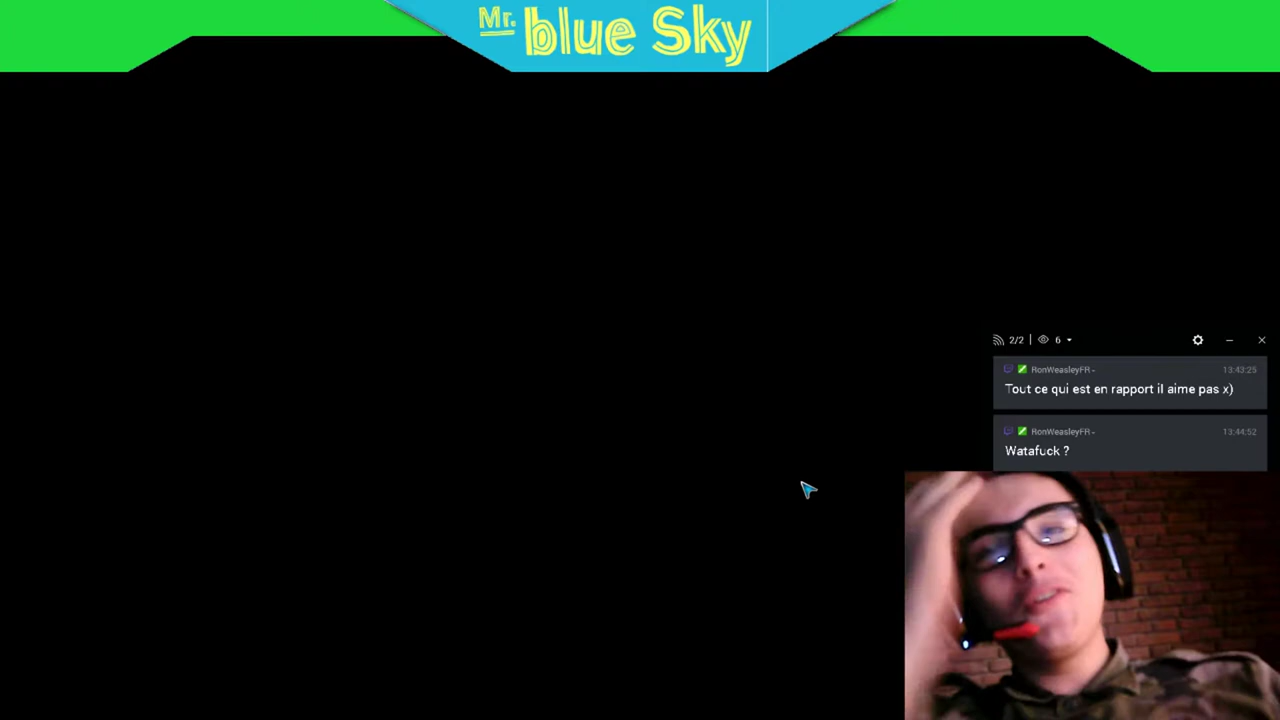 Mr.
blue Sky
2/2 | 6
RonWeasleyFR - 13:43:25
Tout ce qui est en rapport il aime pas x)
RonWeasleyFR - 13:44:52
Watafuck ?